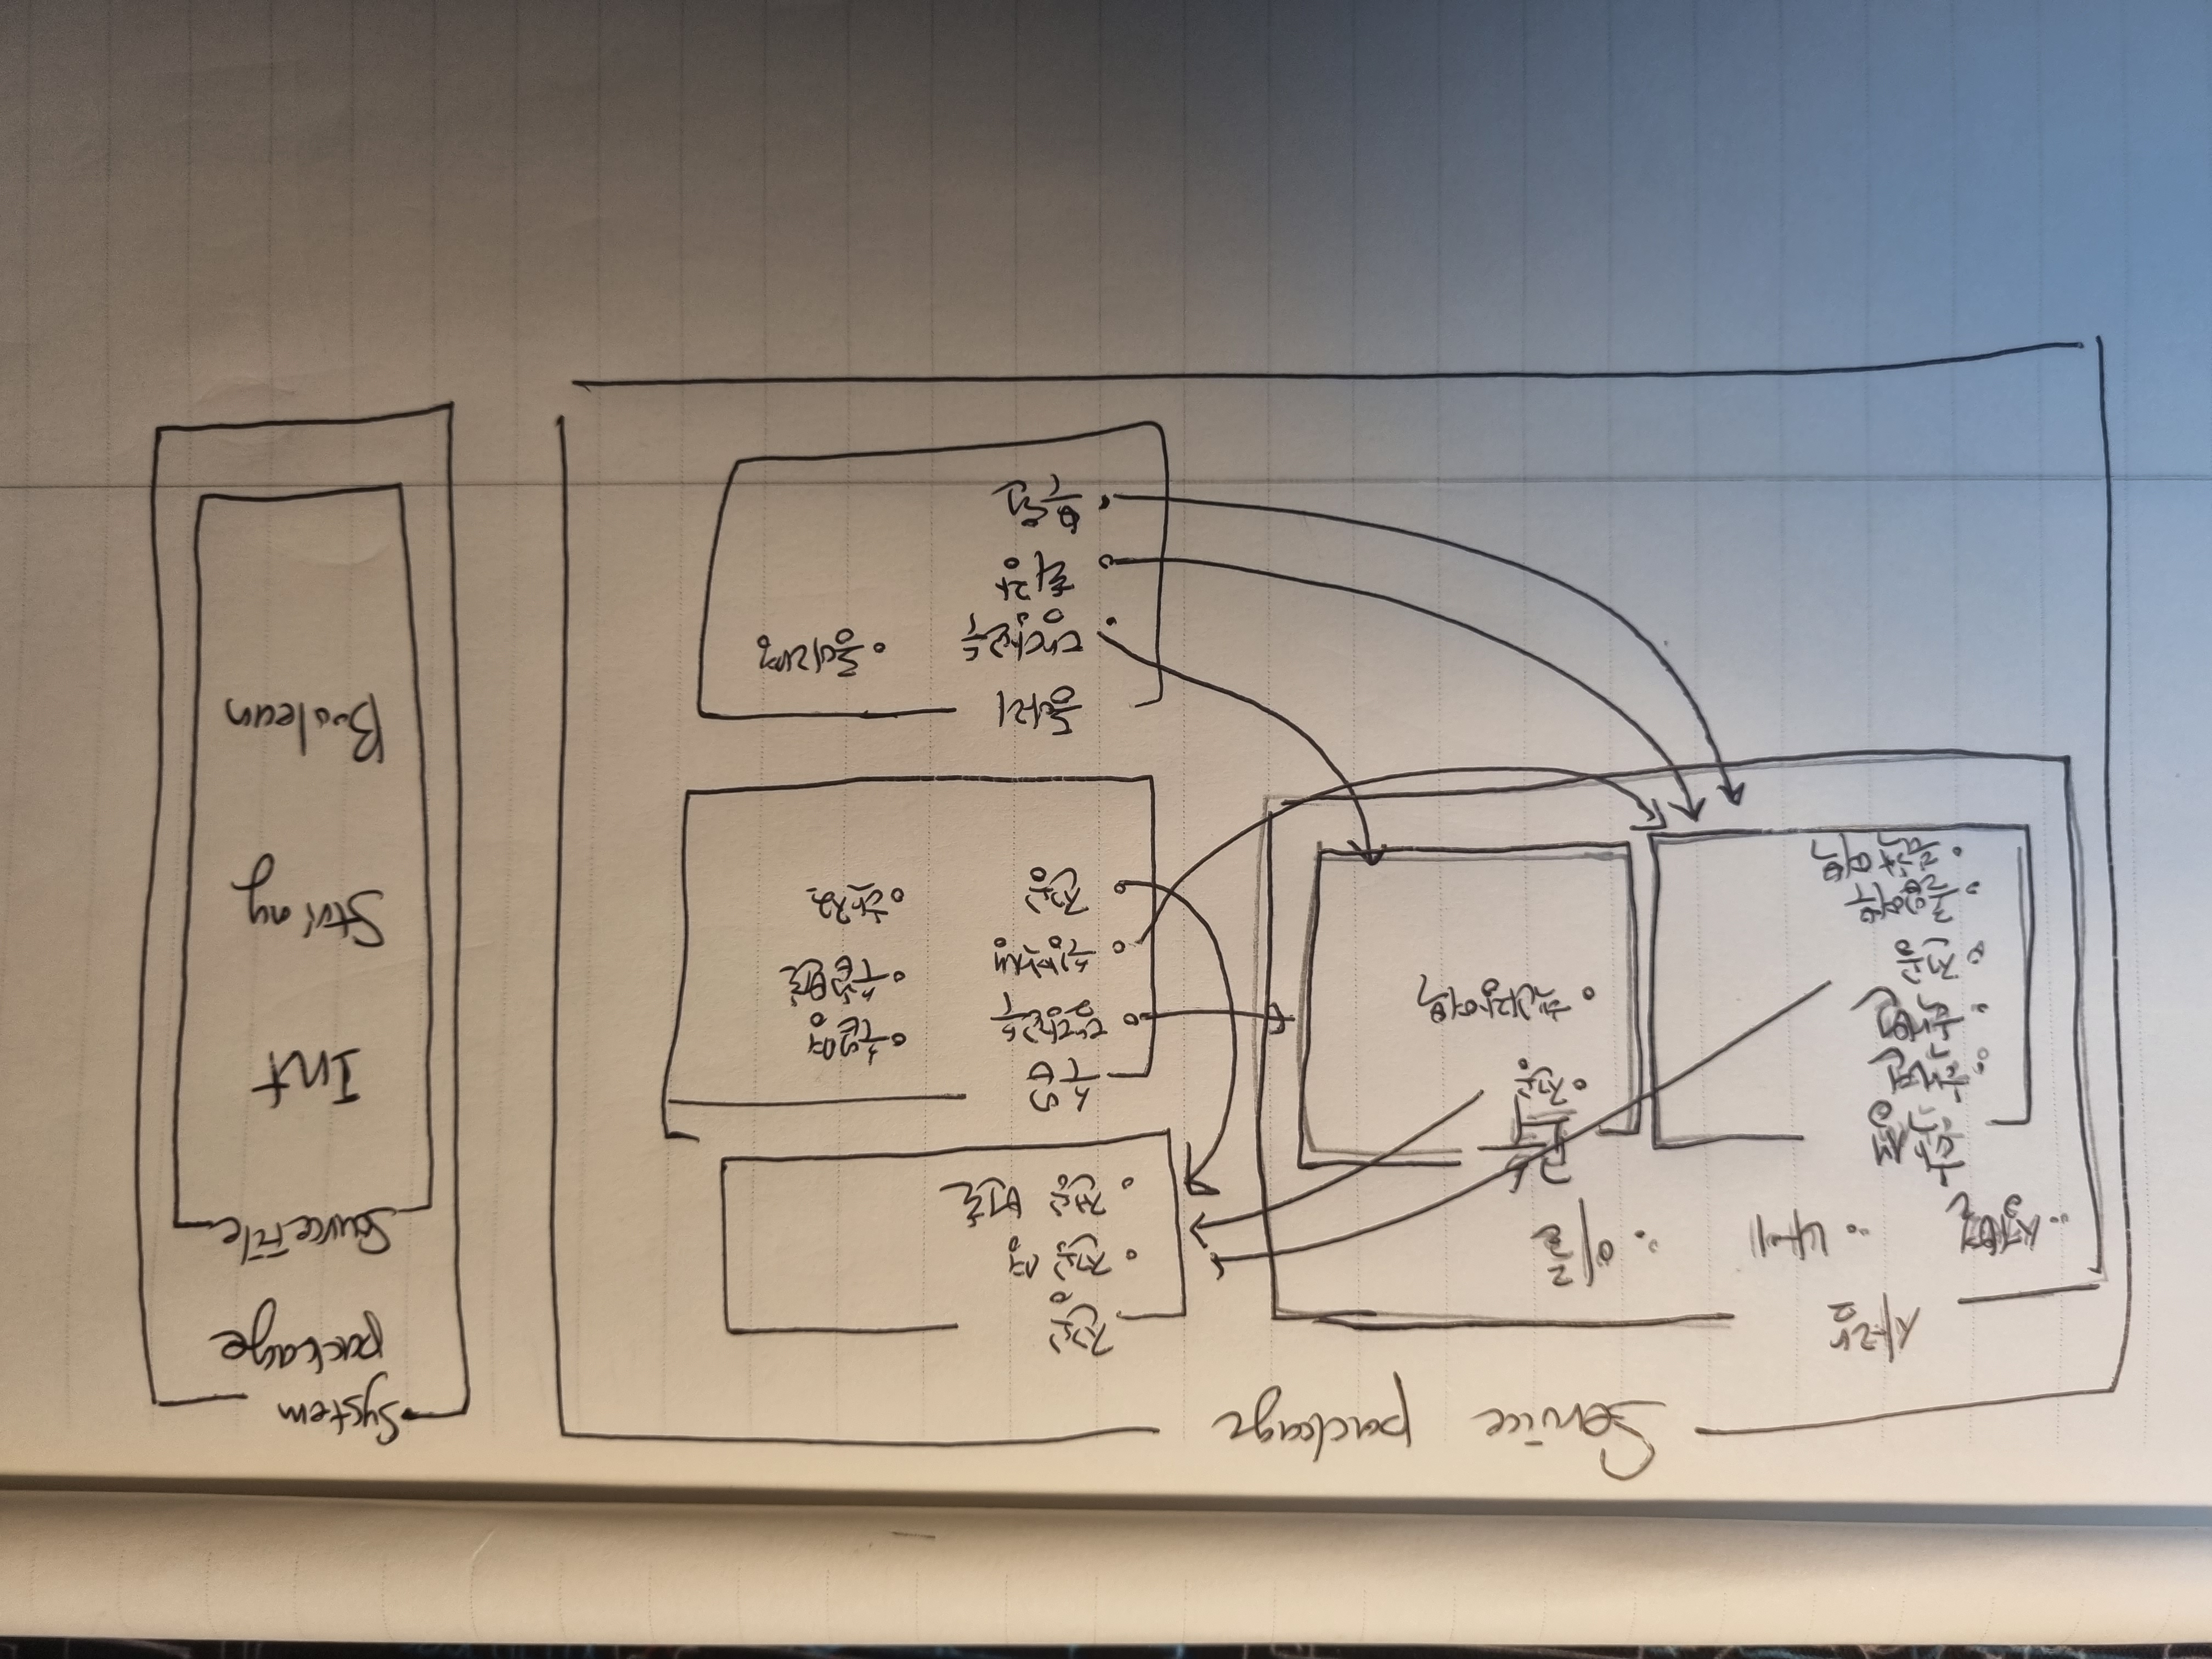 Service package
사람
성별
나이
이름
학생
학번
학년
전공
졸업여부
휴학여부
교수
전공
학과장여부
전공
전공명
전공 번호
수업
담당교수
수강학생
전공
수업명
수업번호
학점
동아리
담당교수
회장
부원
동아리명
System
package
SourceFile
Int
String
Boolean